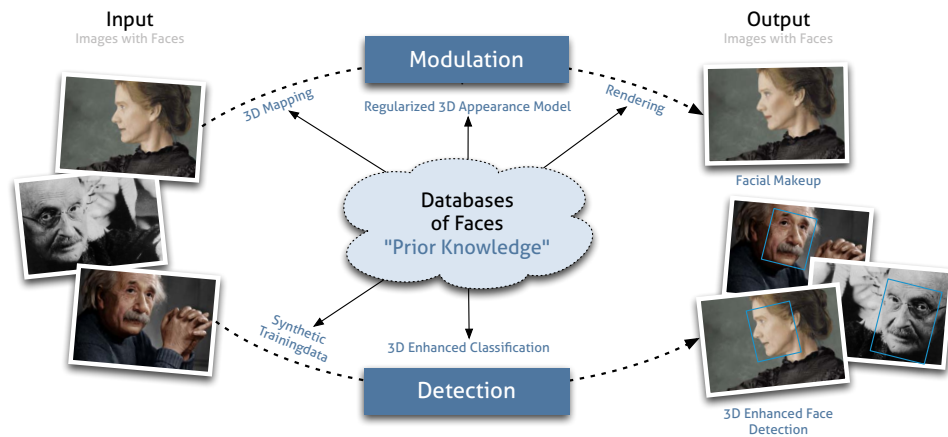 Input
Images with Faces
Modulation
Output
Images with Faces
3D Mapping
Regularized 3D Appearance Model
Rendering
Facial Makeup
Databases
of Faces
"Prior Knowledge"
Synthetic
Trainingdata
3D Enhanced Classification
Detection
3D Enhanced Face
Detection